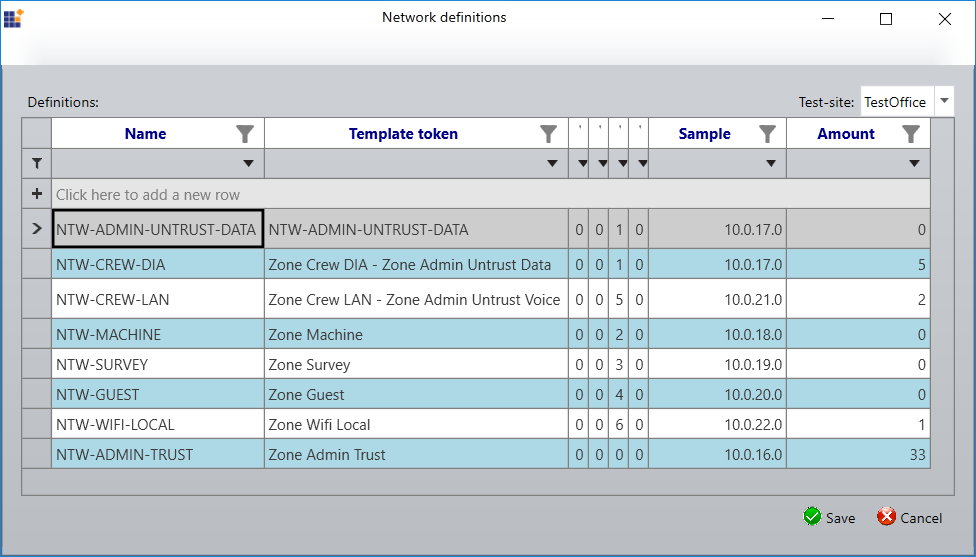 Network definitions
Definitions:
Test-site: TestOffice
Name Template token ' ' ' ' Sample Amount
Click here to add a new row
NTW-ADMIN-UNTRUST-DATA NTW-ADMIN-UNTRUST-DATA 0 0 1 0 10.0.17.0 0
NTW-CREW-DIA Zone Crew DIA - Zone Admin Untrust Data 0 0 1 0 10.0.17.0 5
NTW-CREW-LAN Zone Crew LAN - Zone Admin Untrust Voice 0 0 5 0 10.0.21.0 2
NTW-MACHINE Zone Machine 0 0 2 0 10.0.18.0 0
NTW-SURVEY Zone Survey 0 0 3 0 10.0.19.0 0
NTW-GUEST Zone Guest 0 0 4 0 10.0.20.0 0
NTW-WIFI-LOCAL Zone Wifi Local 0 0 6 0 10.0.22.0 1
NTW-ADMIN-TRUST Zone Admin Trust 0 0 0 0 10.0.16.0 33
Save Cancel